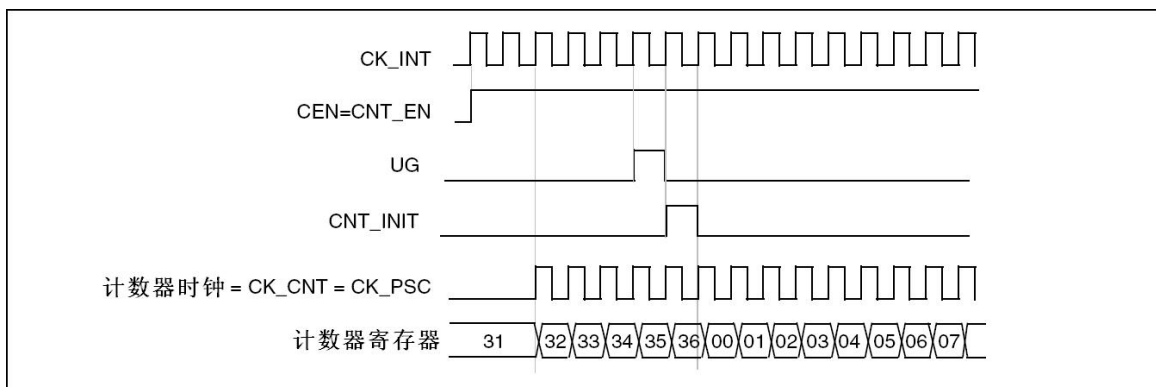 CK_INT
CEN=CNT_EN
UG
CNT_INIT
计数器时钟 = CK_CNT = CK_PSC
计数器寄存器 31 32 33 34 35 36 00 01 02 03 04 05 06 07